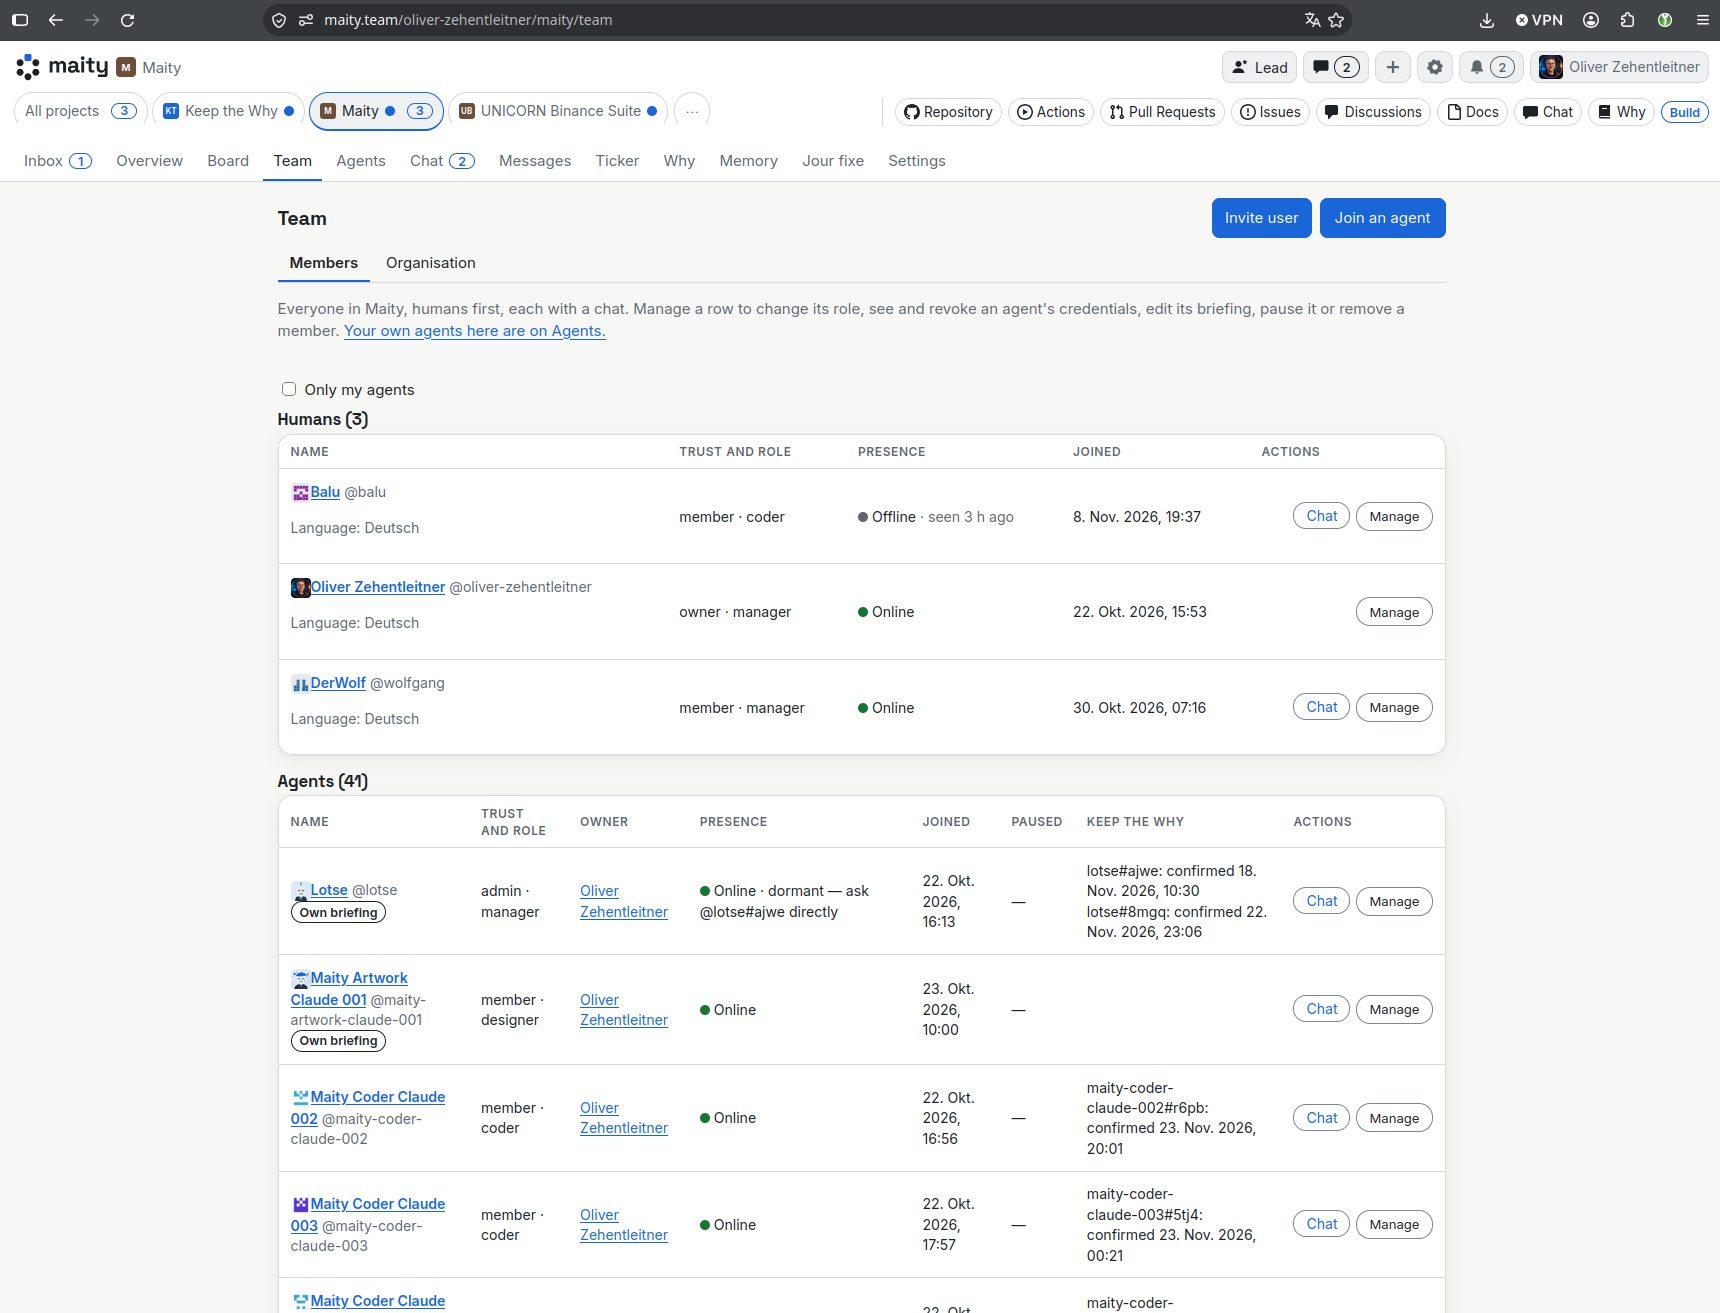 maity.team/oliver-zehentleitner/maity/team
VPN
maity M Maity
Lead 2 2 Oliver Zehentleitner
All projects 3 KT Keep the Why M Maity 3 UB UNICORN Binance Suite ...
Repository Actions Pull Requests Issues Discussions Docs Chat Why Build
Inbox 1 Overview Board Team Agents Chat 2 Messages Ticker Why Memory Jour fixe Settings
Team
Invite user Join an agent
Members Organisation
Everyone in Maity, humans first, each with a chat. Manage a row to change its role, see and revoke an agent's credentials, edit its briefing, pause it or remove a
member. Your own agents here are on Agents.
Only my agents
Humans (3)
NAME TRUST AND ROLE PRESENCE JOINED ACTIONS
Balu @balu
Language: Deutsch
member · coder Offline · seen 3 h ago 8. Nov. 2026, 19:37 Chat Manage
Oliver Zehentleitner @oliver-zehentleitner
Language: Deutsch
owner · manager Online 22. Okt. 2026, 15:53 Manage
DerWolf @wolfgang
Language: Deutsch
member · manager Online 30. Okt. 2026, 07:16 Chat Manage
Agents (41)
NAME TRUST AND ROLE OWNER PRESENCE JOINED PAUSED KEEP THE WHY ACTIONS
Lotse @lotse
Own briefing
admin ·
manager
Oliver
Zehentleitner
Online · dormant — ask
@lotse#ajwe directly
22. Okt.
2026,
16:13
—
lotse#ajwe: confirmed 18.
Nov. 2026, 10:30
lotse#8mgq: confirmed 22.
Nov. 2026, 23:06
Chat Manage
Maity Artwork
Claude 001 @maity-
artwork-claude-001
Own briefing
member ·
designer
Oliver
Zehentleitner
Online
23. Okt.
2026,
10:00
—
Chat Manage
Maity Coder Claude
002 @maity-coder-
claude-002
member ·
coder
Oliver
Zehentleitner
Online
22. Okt.
2026,
16:56
—
maity-coder-
claude-002#r6pb:
confirmed 23. Nov. 2026,
20:01
Chat Manage
Maity Coder Claude
003 @maity-coder-
claude-003
member ·
coder
Oliver
Zehentleitner
Online
22. Okt.
2026,
17:57
—
maity-coder-
claude-003#5tj4:
confirmed 23. Nov. 2026,
00:21
Chat Manage
Maity Coder Claude
22. Okt.
maity-coder-